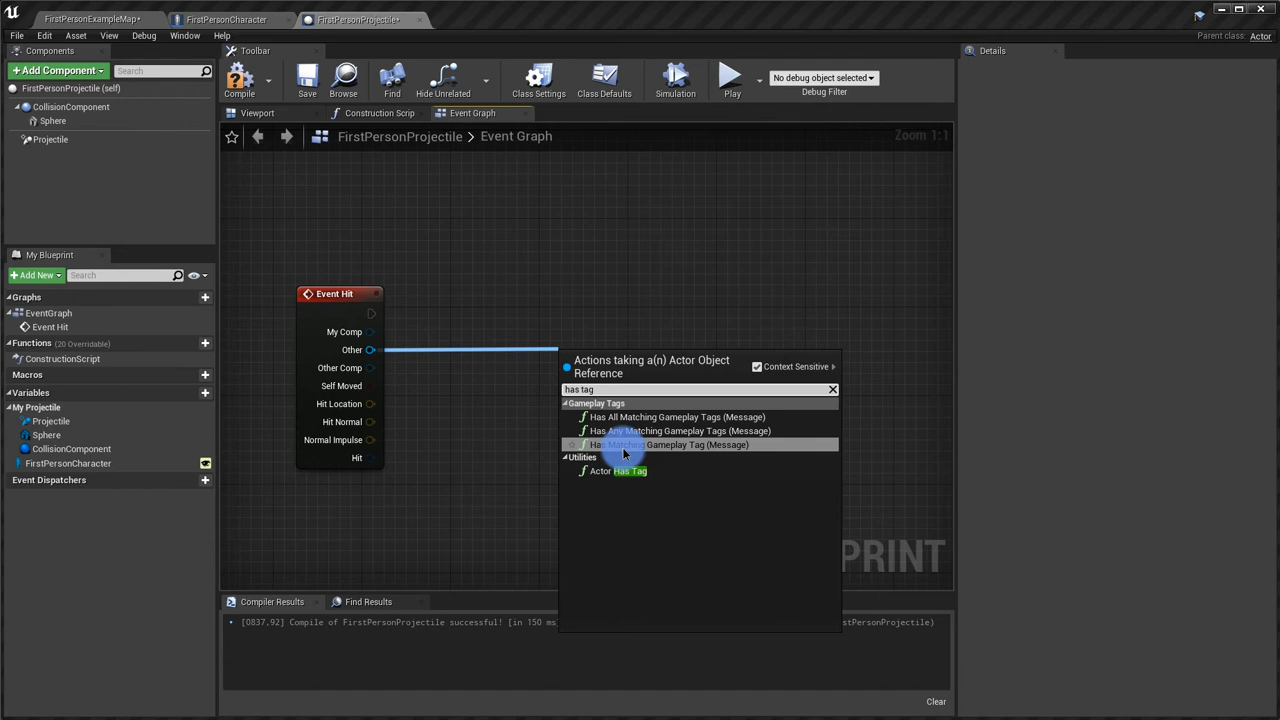 FirstPersonExampleMap•
FirstPersonCharacter
FirstPersonProjectile•
File Edit Asset View Debug Window Help
Parent class: Actor
Components
Toolbar
Details
+ Add Component
Search
FirstPersonProjectile (self)
CollisionComponent
Sphere
Projectile
Compile
Save
Browse
Find
Hide Unrelated
Class Settings
Class Defaults
Simulation
Play
No debug object selected
Debug Filter
Viewport
Construction Scrip
Event Graph
FirstPersonProjectile > Event Graph
Zoom 1:1
My Blueprint
+ Add New
Search
Graphs
EventGraph
Event Hit
Functions (20 Overridable)
ConstructionScript
Macros
Variables
My Projectile
Projectile
Sphere
CollisionComponent
FirstPersonCharacter
Event Dispatchers
Event Hit
My Comp
Other
Other Comp
Self Moved
Hit Location
Hit Normal
Normal Impulse
Hit
Actions taking a(n) Actor Object
Reference
Context Sensitive
has tag
Gameplay Tags
Has All Matching Gameplay Tags (Message)
Has Any Matching Gameplay Tags (Message)
Has Matching Gameplay Tag (Message)
Utilities
Actor Has Tag
PRINT
Compiler Results
Find Results
[0837,92] Compile of FirstPersonProjectile successful! [in 150 ms
stPersonProjectile)
Clear